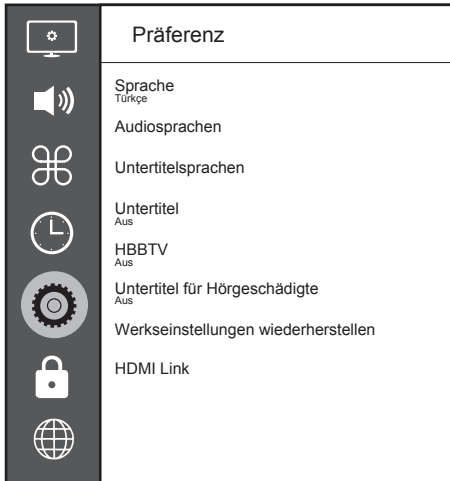 Präferenz
Sprache
Türkçe
Audiosprachen
Untertitelsprachen
Untertitel
Aus
HBBTV
Aus
Untertitel für Hörgeschädigte
Aus
Werkseinstellungen wiederherstellen
HDMI Link